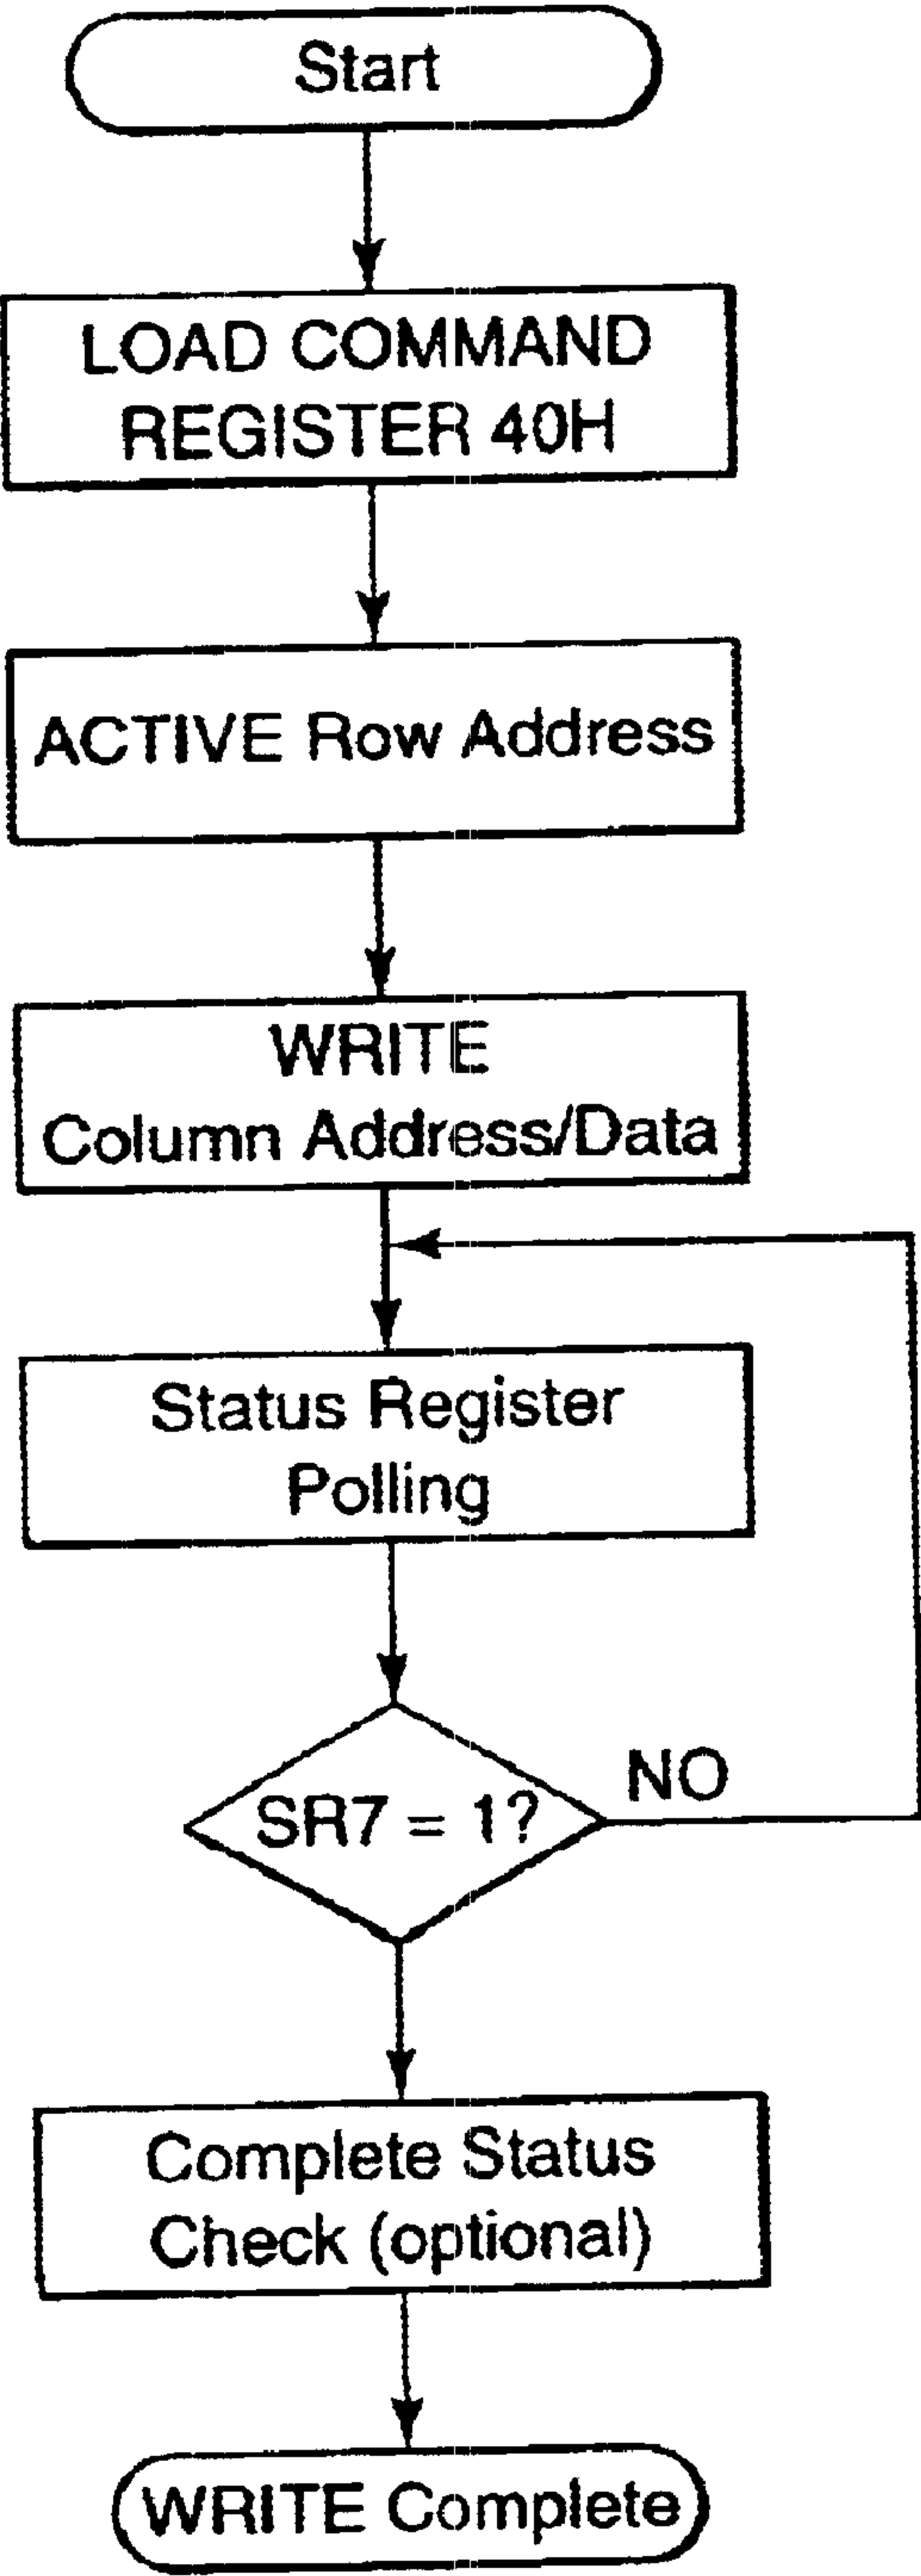 Start
LOAD COMMAND
REGISTER 40H
ACTIVE Row Address
WRITE
Column Address/Data
Status Register
Polling
SR7 = 1?
NO
Complete Status
Check (optional)
WRITE Complete